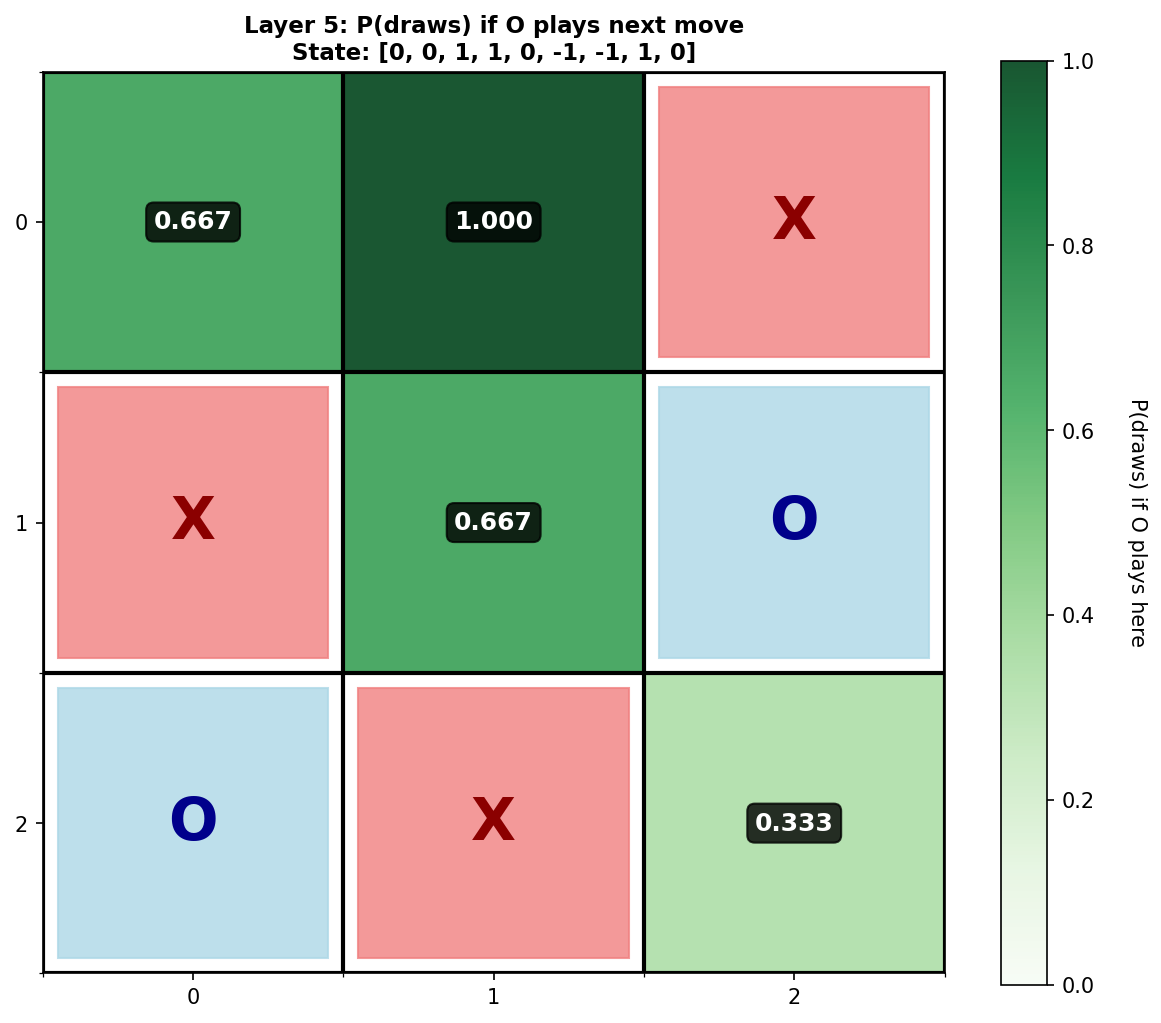 Layer 5: P(draws) if O plays next move
State: [0, 0, 1, 1, 0, -1, -1, 1, 0]
0
0.667
1.000
X
1
X
0.667
O
2
O
X
0.333
0
1
2
1.0
0.8
0.6
0.4
0.2
0.0
P(draws) if O plays here